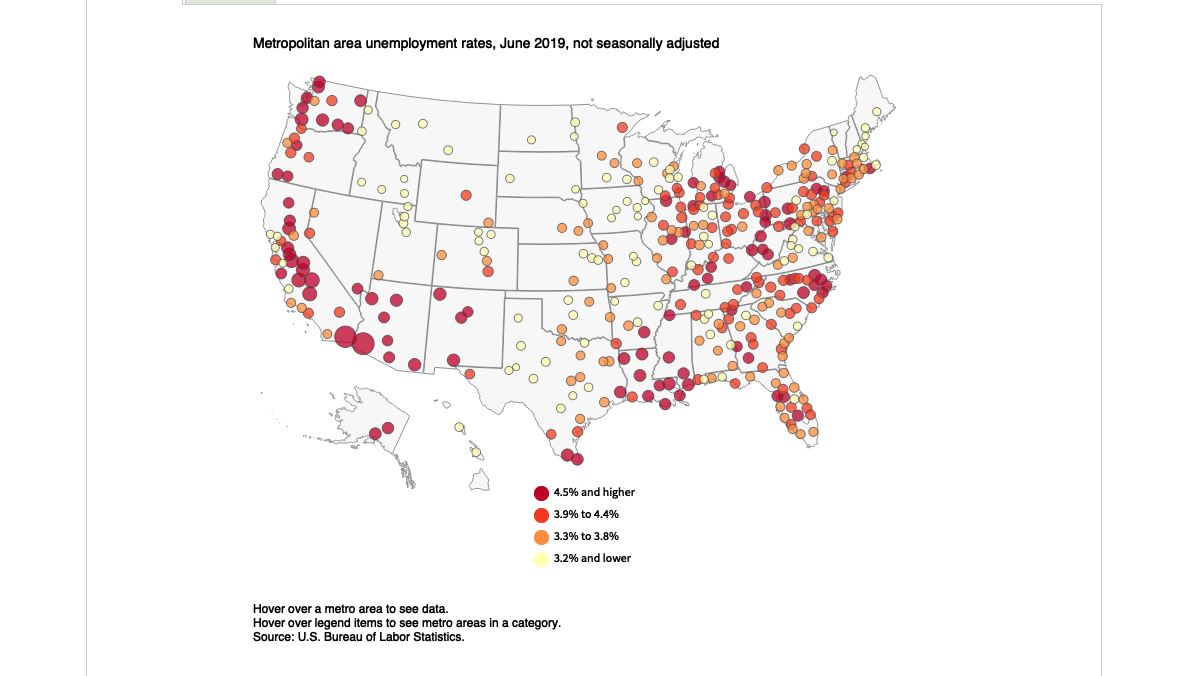 Metropolitan area unemployment rates, June 2019, not seasonally adjusted
4.5% and higher
3.9% to 4.4%
3.3% to 3.8%
3.2% and lower
Hover over a metro area to see data.
Hover over legend items to see metro areas in a category.
Source: U.S. Bureau of Labor Statistics.